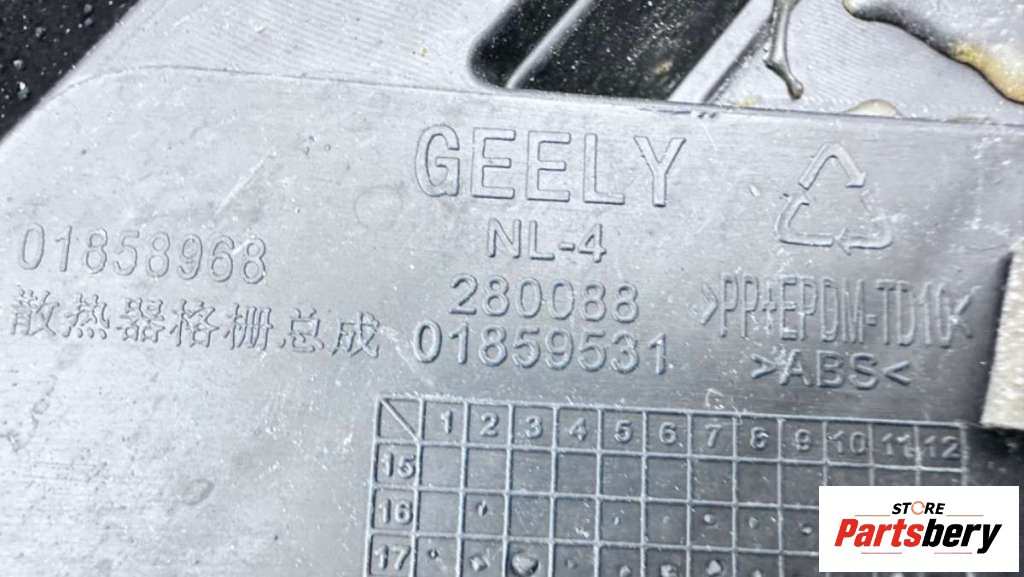 GEELY
NL-4
01858968
280088
>PP+EPDM-TD10<
散热器格栅总成
01859531
>ABS<
1 2 3 4 5 6 7 8 9 10 11 12
15
16
17
STORE
Partsbery